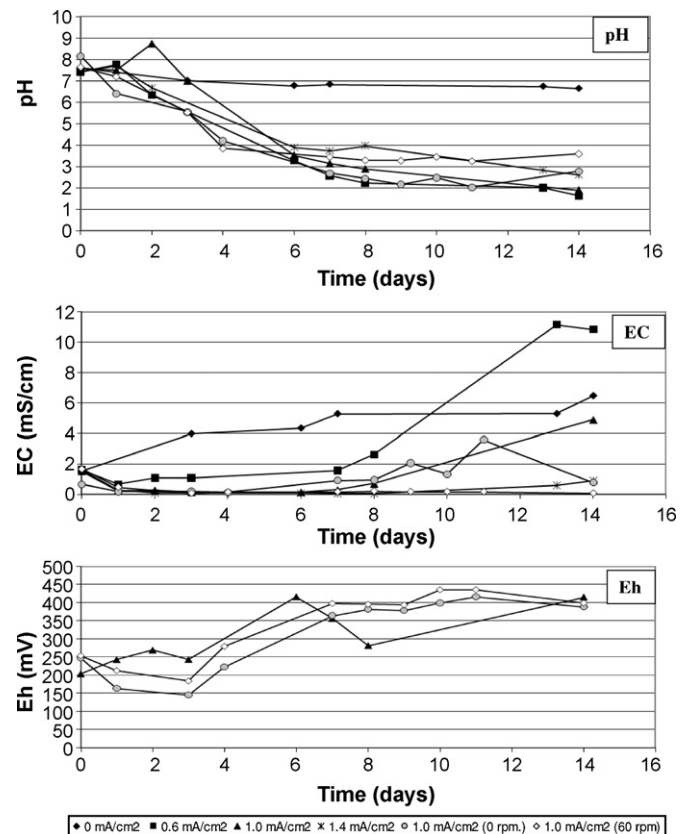 10
9
8
7
6
5
4
3
2
1
0
pH
pH
0 2 4 6 8 10 12 14 16
Time (days)
12
10
8
6
4
2
0
EC (mS/cm)
EC
0 2 4 6 8 10 12 14 16
Time (days)
500
450
400
350
300
250
200
150
100
50
0
Eh (mV)
Eh
0 2 4 6 8 10 12 14 16
Time (days)
0 mA/cm2 0.6 mA/cm2 1.0 mA/cm2 1.4 mA/cm2 1.0 mA/cm2 (0 rpm.) 1.0 mA/cm2 (60 rpm)